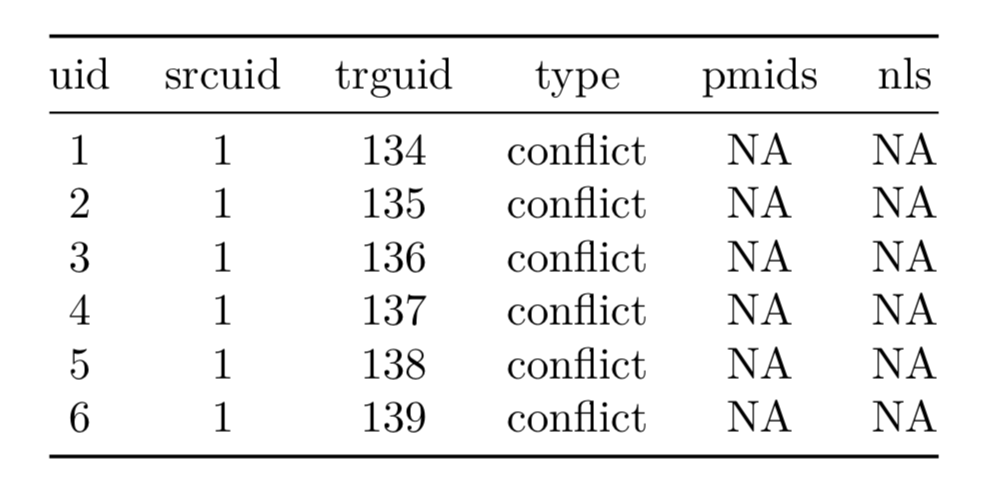 uid srcuid trguid type pmids nls
1 1 134 conflict NA NA
2 1 135 conflict NA NA
3 1 136 conflict NA NA
4 1 137 conflict NA NA
5 1 138 conflict NA NA
6 1 139 conflict NA NA